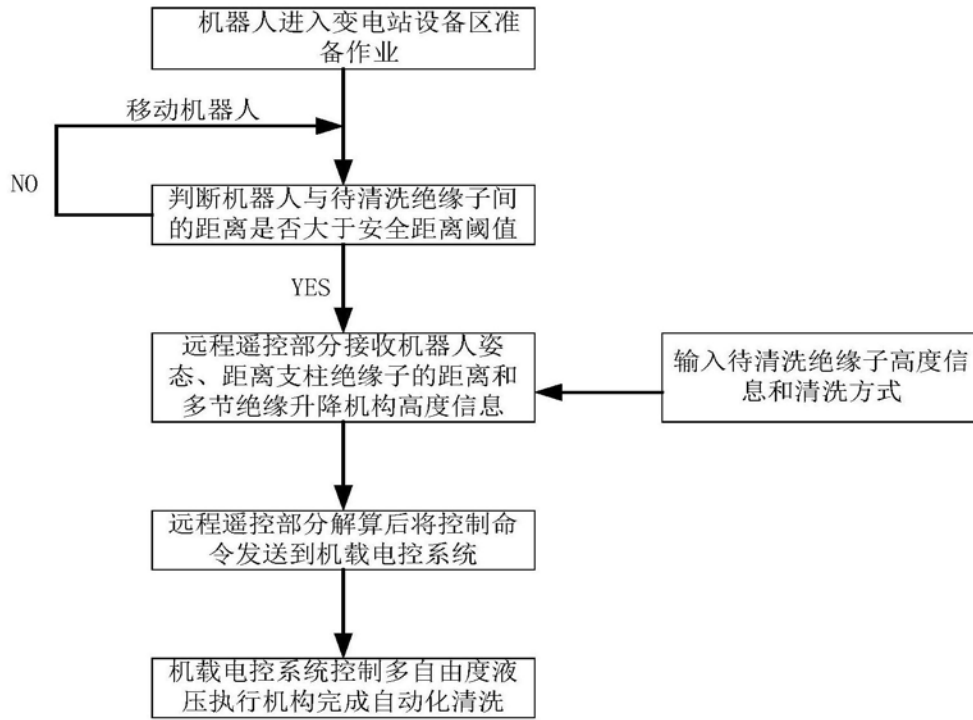 机器人进入变电站设备区准
备作业
移动机器人
NO
判断机器人与待清洗绝缘子间
的距离是否大于安全距离阈值
YES
远程遥控部分接收机器人姿
态、距离支柱绝缘子的距离和
多节绝缘升降机构高度信息
输入待清洗绝缘子高度信
息和清洗方式
远程遥控部分解算后将控制命
令发送到机载电控系统
机载电控系统控制多自由度液
压执行机构完成自动化清洗